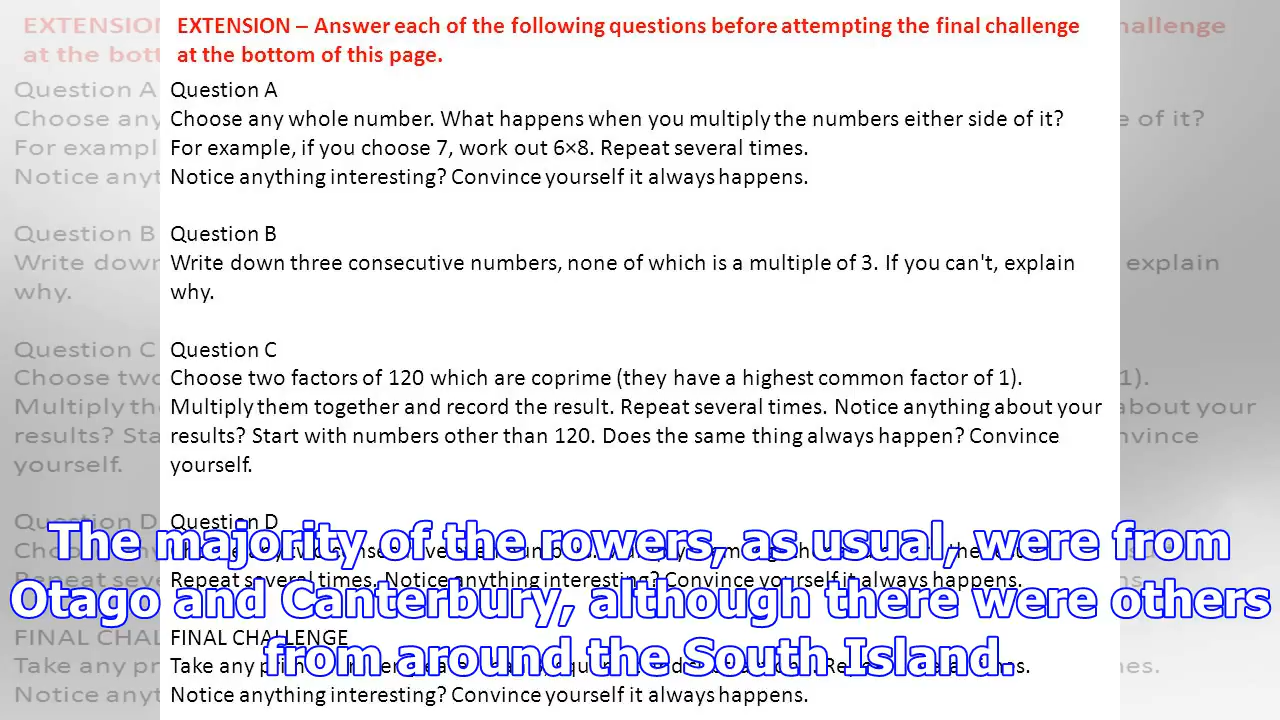 EXTENSION – Answer each of the following questions before attempting the final challenge
at the bottom of this page.
Question A
Choose any whole number. What happens when you multiply the numbers either side of it?
For example, if you choose 7, work out 6×8. Repeat several times.
Notice anything interesting? Convince yourself it always happens.
Question B
Write down three consecutive numbers, none of which is a multiple of 3. If you can't, explain
why.
Question C
Choose two factors of 120 which are coprime (they have a highest common factor of 1).
Multiply them together and record the result. Repeat several times. Notice anything about your
results? Start with numbers other than 120. Does the same thing always happen? Convince
yourself.
Question D
Repeat several times. Notice anything interesting? Convince yourself it always happens.
FINAL CHALLENGE
Take any
Notice anything interesting? Convince yourself it always happens.
The majority of the rowers, as usual, were from
Otago and Canterbury, although there were others
from around the South Island.